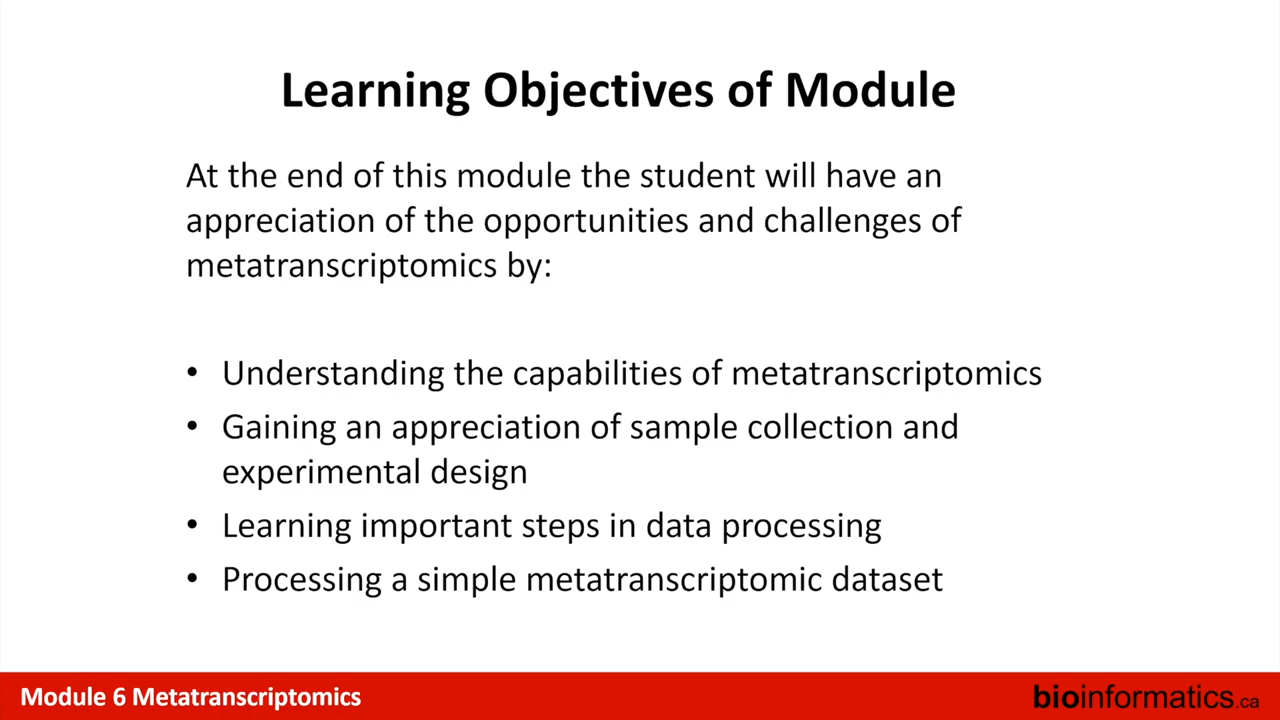 Learning Objectives of Module
At the end of this module the student will have an
appreciation of the opportunities and challenges of
metatranscriptomics by:
• Understanding the capabilities of metatranscriptomics
• Gaining an appreciation of sample collection and
experimental design
• Learning important steps in data processing
• Processing a simple metatranscriptomic dataset
Module 6 Metatranscriptomics
bioinformatics.ca